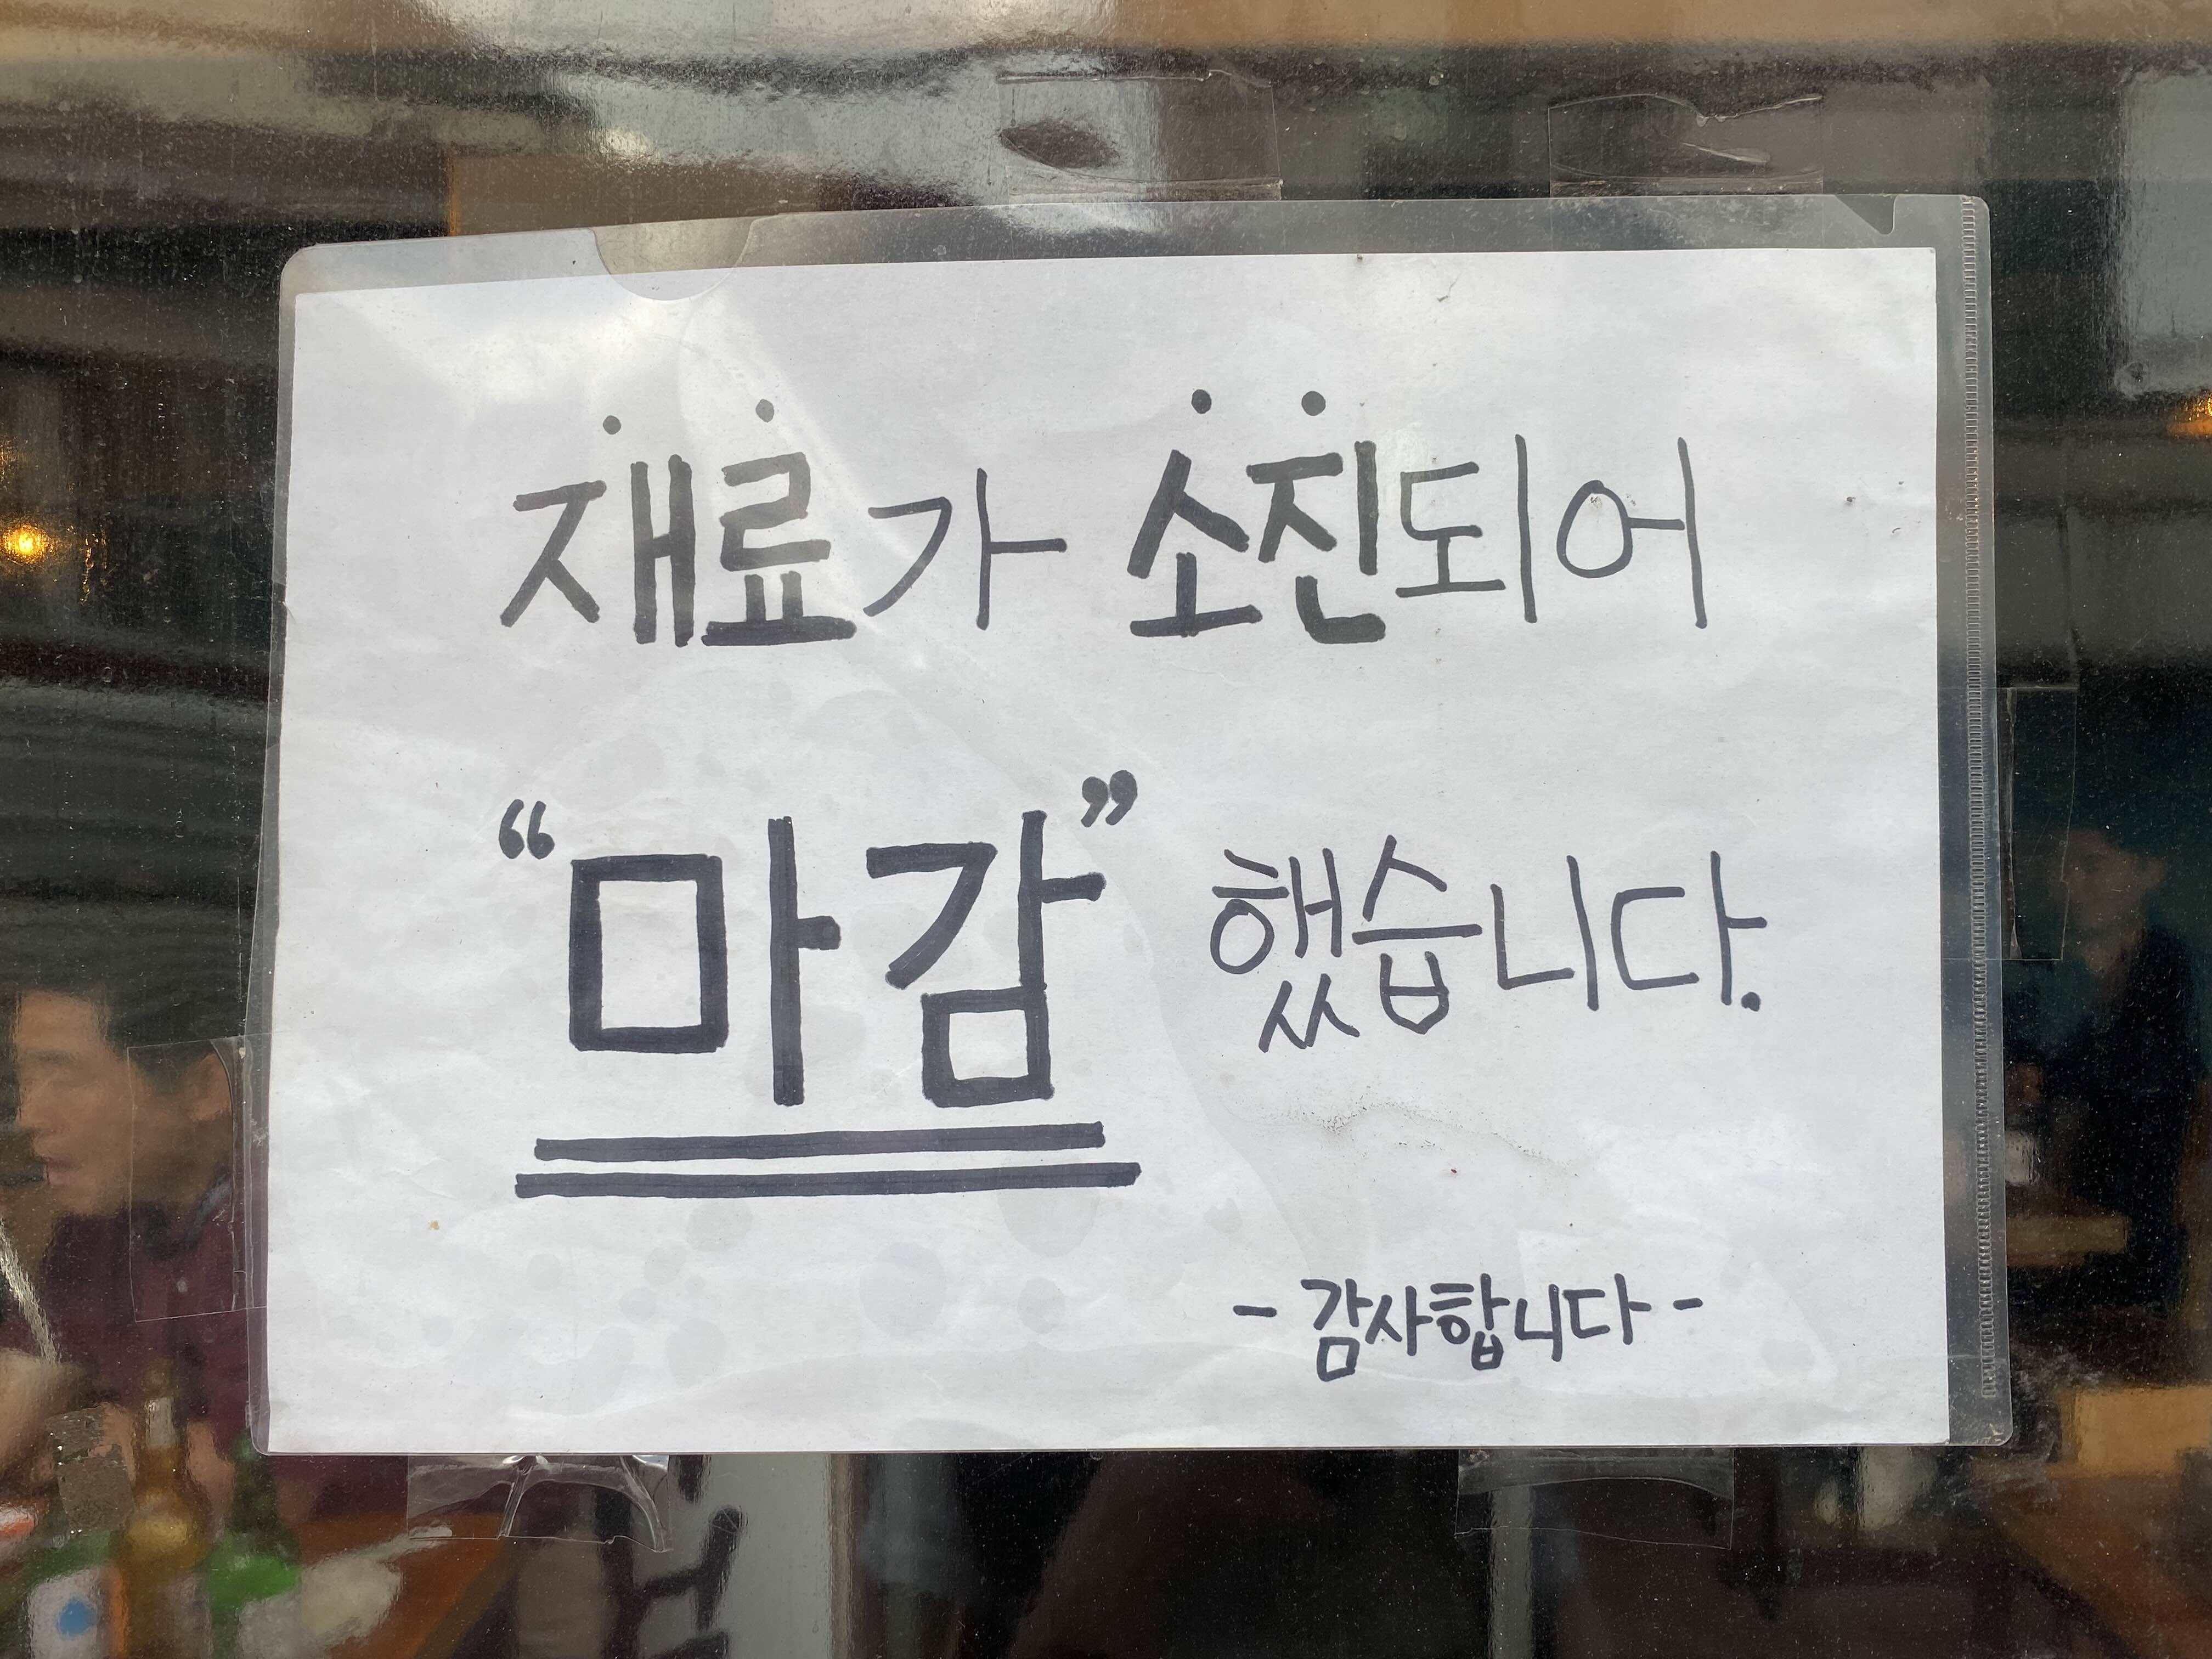 재료가 소진되어
“마감” 했습니다.
- 감사합니다 -